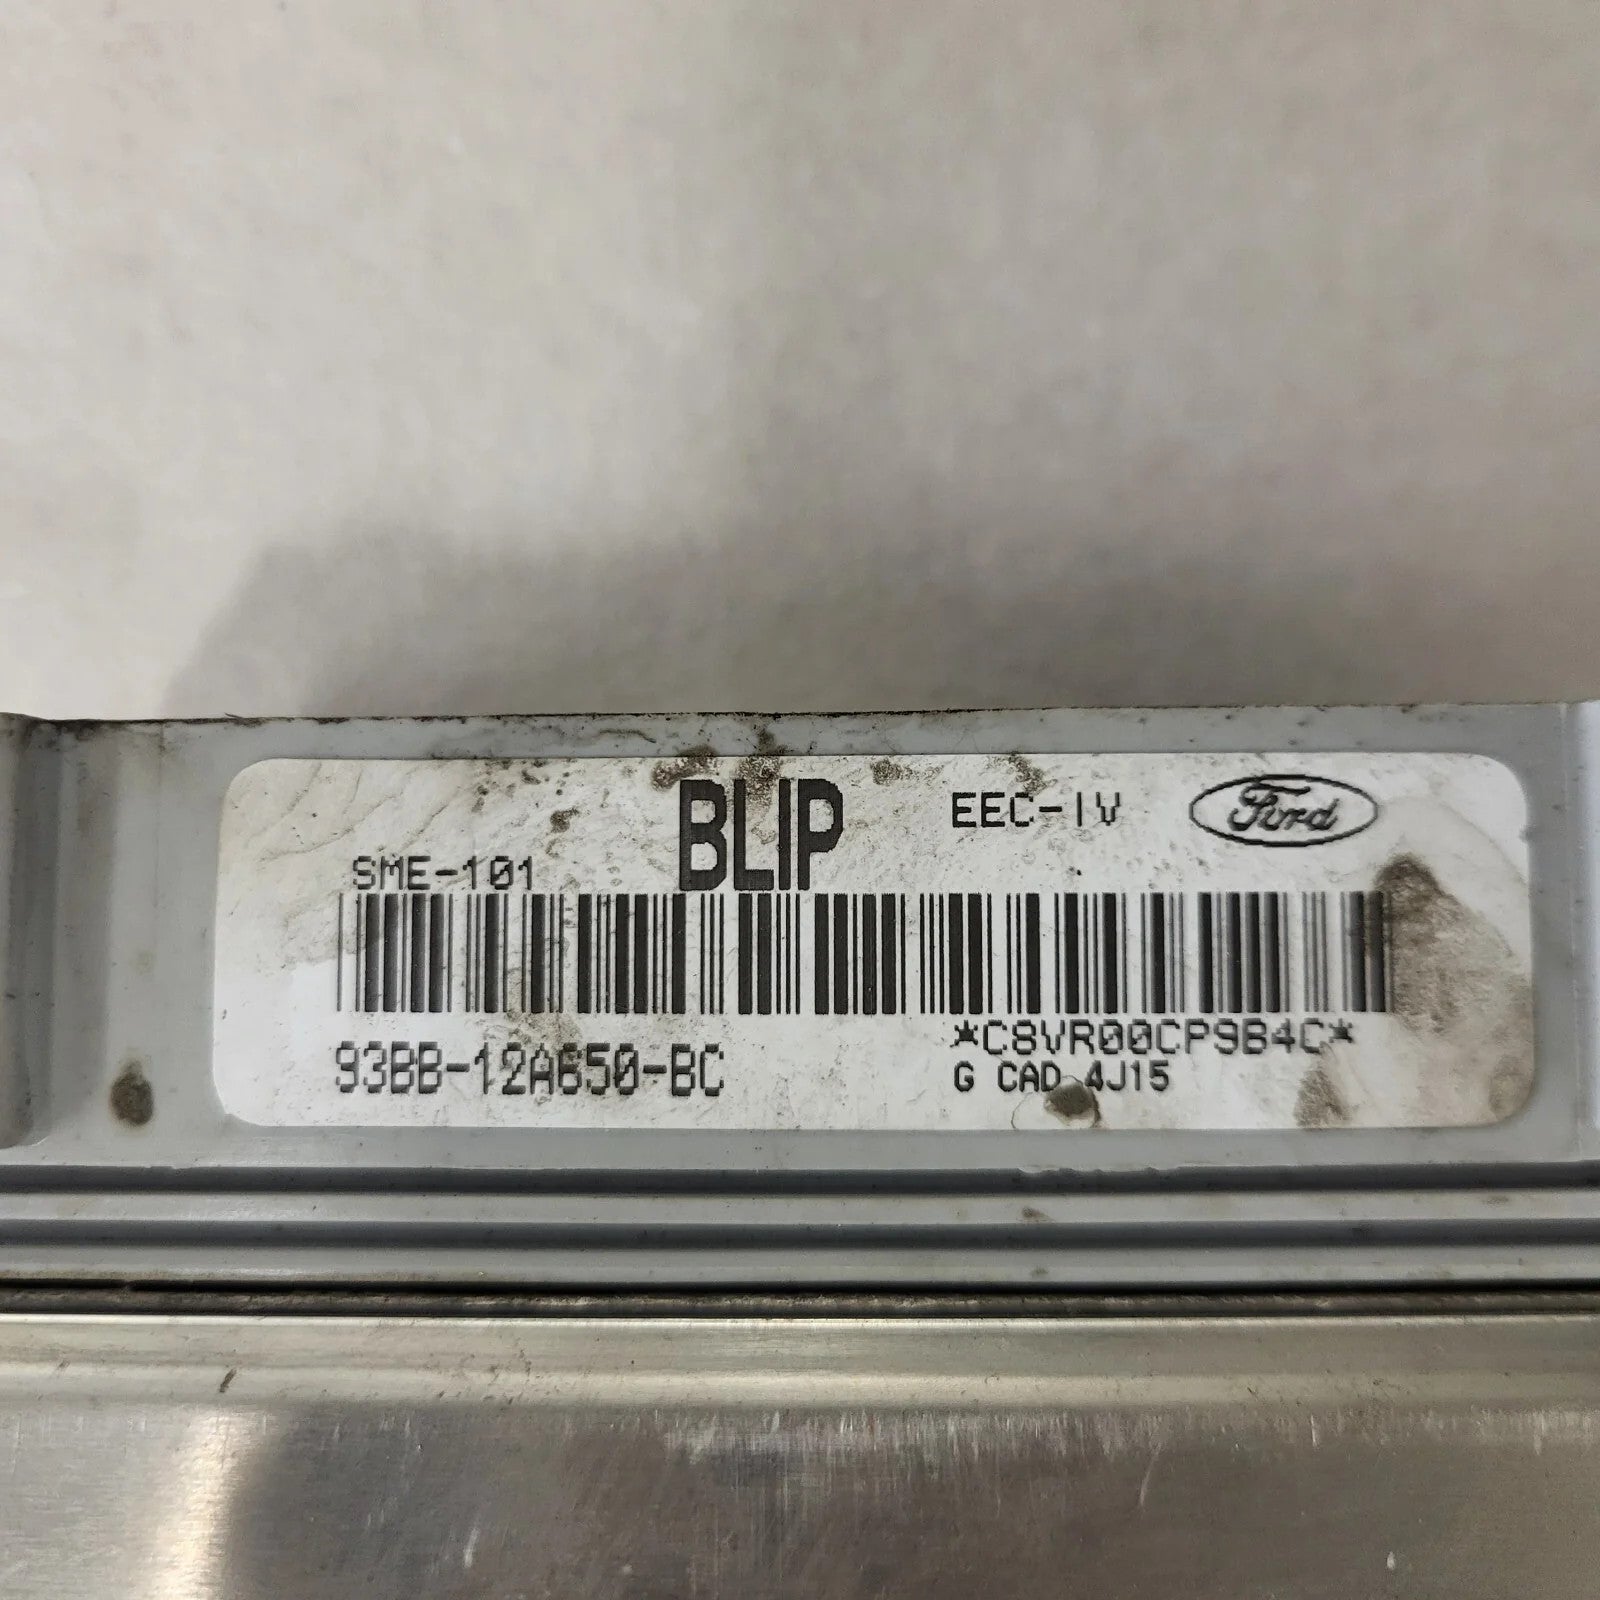 BLIP EEC-IV Ford
SME-101
*C8VR00CP9B4C*
93BB-12A650-BC
G CAD 4J15